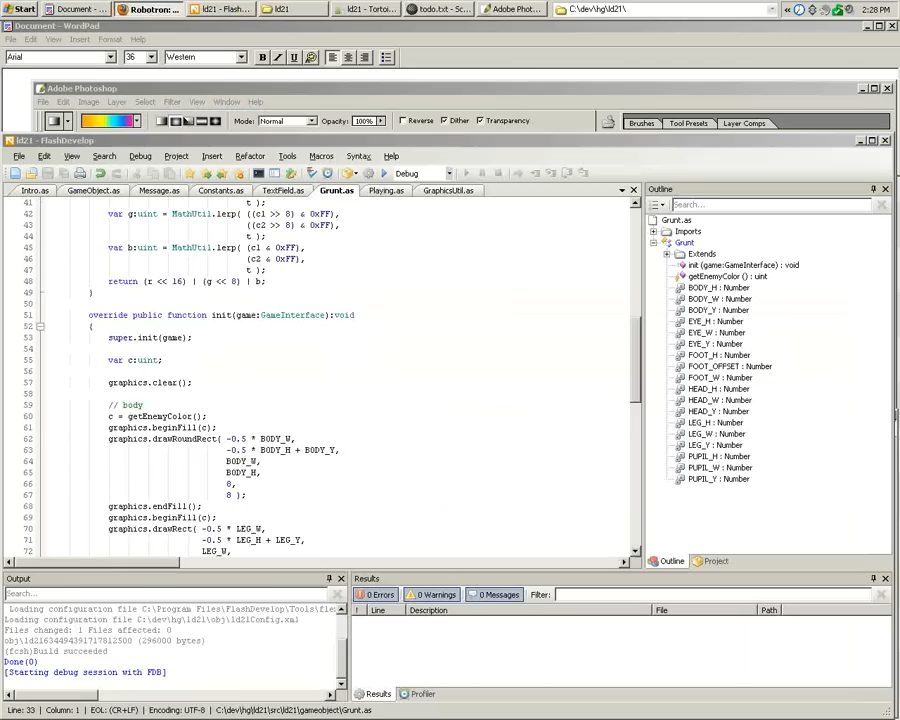 Start Document - ... Robotron: ... ld21 - Flash... ld21 ld21 - Tortoi... todo.txt - Sc... Adobe Phot... C:\dev\hg\ld21\ « 2:28 PM
Document - WordPad
File Edit View Insert Format Help
Arial 36 Western B I U
Adobe Photoshop
File Edit Image Layer Select Filter View Window Help
Mode: Normal Opacity: 100% Reverse Dither Transparency Brushes Tool Presets Layer Comps
ld21 - FlashDevelop
File Edit View Search Debug Project Insert Refactor Tools Macros Syntax Help
Debug
Intro.as GameObject.as Message.as Constants.as TextField.as Grunt.as Playing.as GraphicsUtil.as
41 t );
42 var g:uint = MathUtil.lerp( ((c1 >> 8) & 0xFF),
43 ((c2 >> 8) & 0xFF),
44 t );
45 var b:uint = MathUtil.lerp( (c1 & 0xFF),
46 (c2 & 0xFF),
47 t );
48 return (r << 16) | (g << 8) | b;
49 }
50
51 override public function init(game:GameInterface):void
52 {
53 super.init(game);
54
55 var c:uint;
56
57 graphics.clear();
58
59 // body
60 c = getEnemyColor();
61 graphics.beginFill(c);
62 graphics.drawRoundRect( -0.5 * BODY_W,
63 -0.5 * BODY_H + BODY_Y,
64 BODY_W,
65 BODY_H,
66 8,
67 8 );
68 graphics.endFill();
69 graphics.beginFill(c);
70 graphics.drawRect( -0.5 * LEG_W,
71 -0.5 * LEG_H + LEG_Y,
72 LEG_W,
Outline
Search...
Grunt.as
Imports
Grunt
Extends
init (game:GameInterface) : void
getEnemyColor () : uint
BODY_H : Number
BODY_W : Number
BODY_Y : Number
EYE_H : Number
EYE_W : Number
EYE_Y : Number
FOOT_H : Number
FOOT_OFFSET : Number
FOOT_W : Number
HEAD_H : Number
HEAD_W : Number
HEAD_Y : Number
LEG_H : Number
LEG_W : Number
LEG_Y : Number
PUPIL_H : Number
PUPIL_W : Number
PUPIL_Y : Number
Outline Project
Output
Search...
Loading configuration file C:\Program Files\FlashDevelop\Tools\fle
Loading configuration file C:\dev\hg\ld21\obj\ld21Config.xml
Files changed: 1 Files affected: 0
obj\ld21634494391717812500 (296000 bytes)
(fcsh)Build succeeded
Done(0)
[Starting debug session with FDB]
Results
0 Errors 0 Warnings 0 Messages Filter:
! Line Description File Path
Results Profiler
Line: 33 Column: 1 EOL: (CR+LF) Encoding: UTF-8 C:\dev\hg\ld21\src\ld21\gameobject\Grunt.as